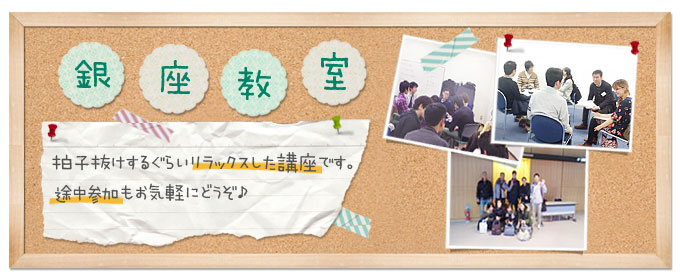 銀座教室
拍子抜けするぐらいリラックスした講座です。
途中参加もお気軽にどうぞ♪